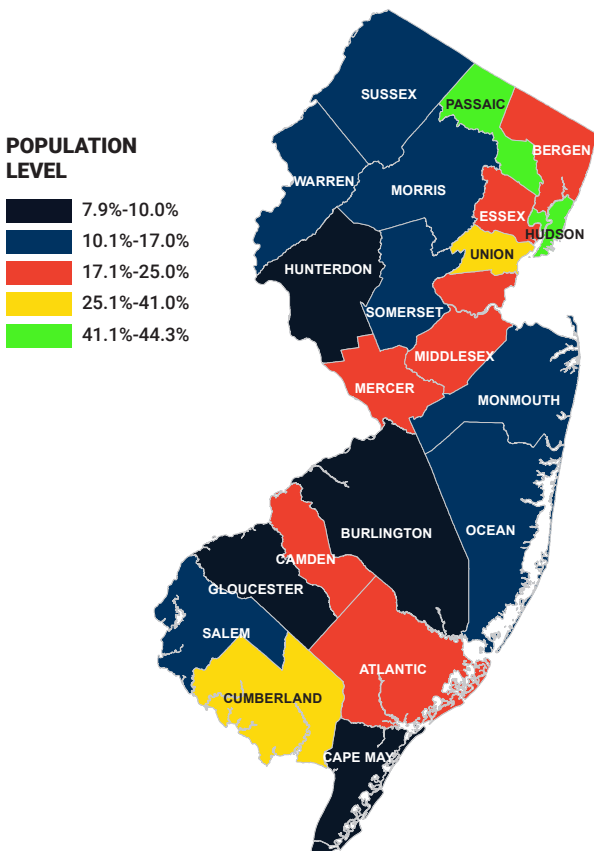 POPULATION
LEVEL
7.9%-10.0%
10.1%-17.0%
17.1%-25.0%
25.1%-41.0%
41.1%-44.3%
SUSSEX
PASSAIC
BERGEN
WARREN
MORRIS
ESSEX
HUDSON
UNION
HUNTERDON
SOMERSET
MIDDLESEX
MERCER
MONMOUTH
BURLINGTON
OCEAN
CAMDEN
GLOUCESTER
SALEM
ATLANTIC
CUMBERLAND
CAPE MAY